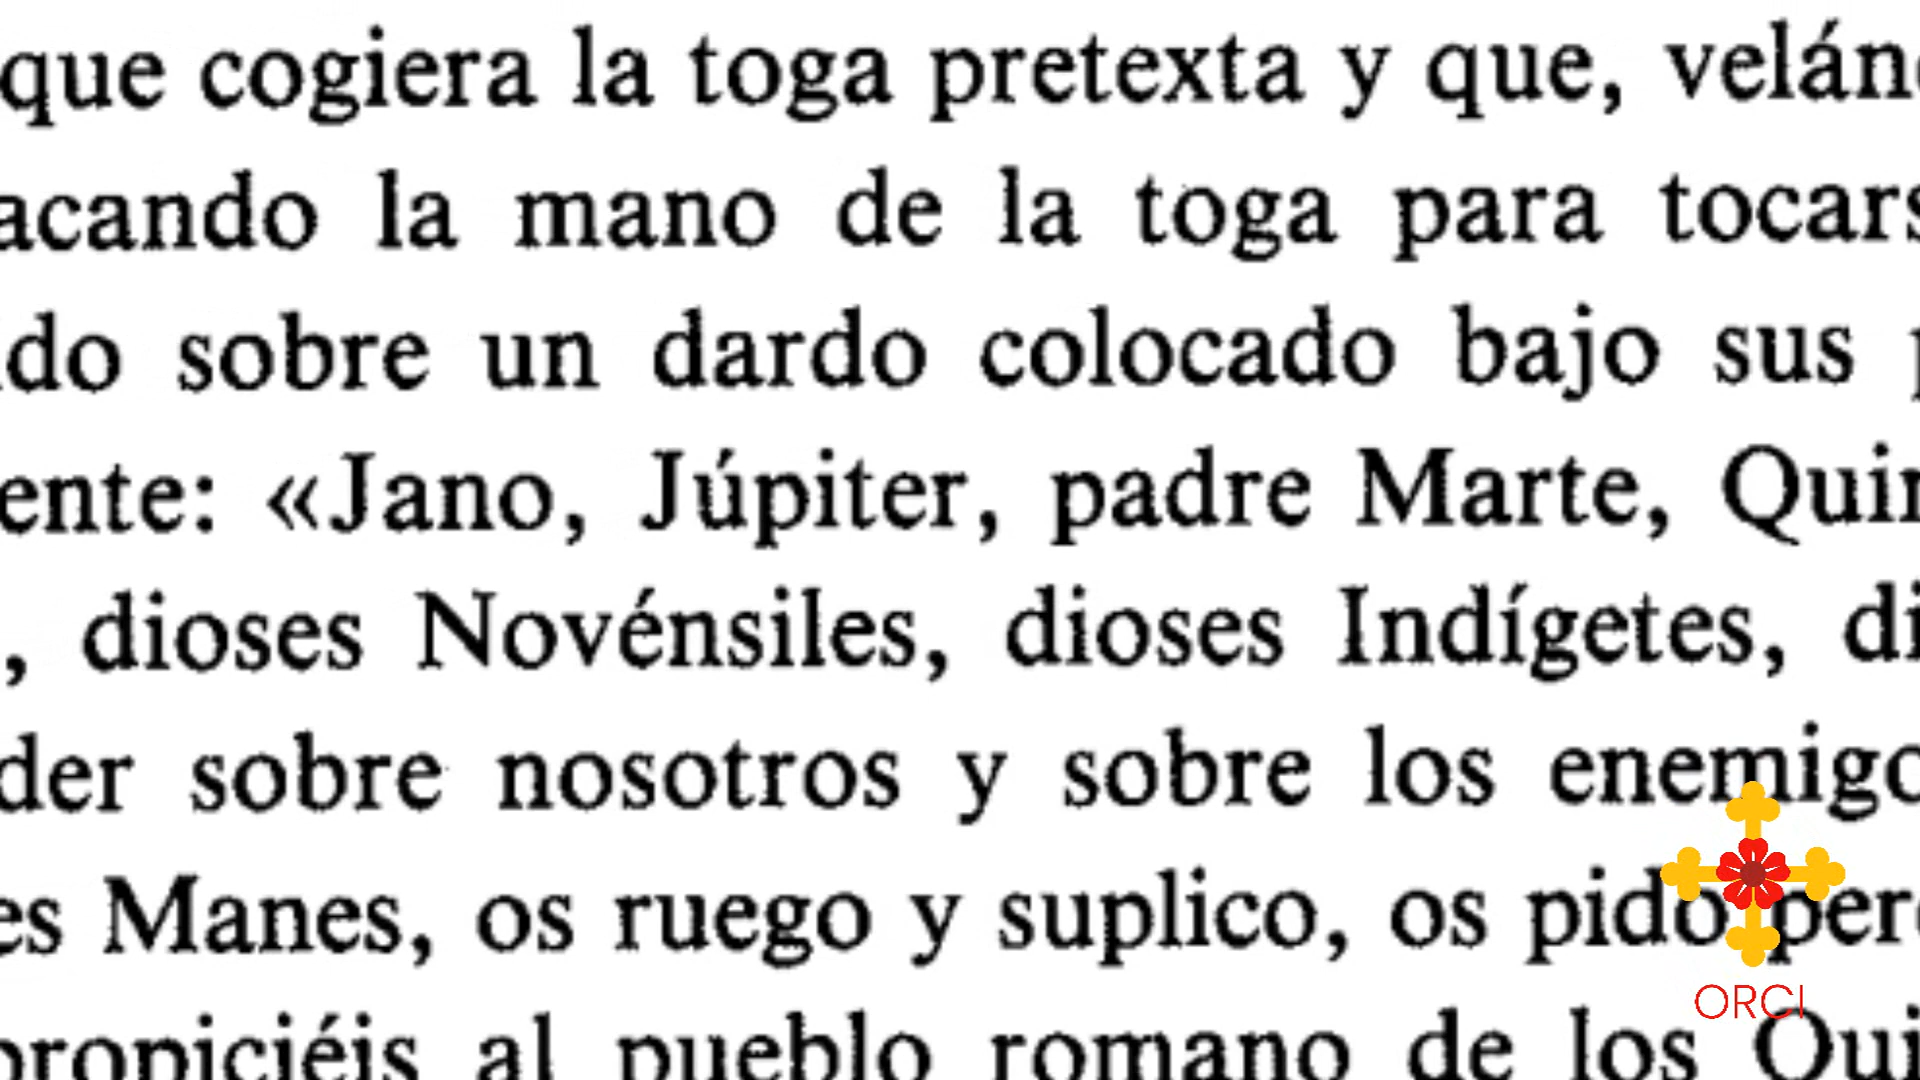 que cogiera la toga pretexta y que, velán
acando la mano de la toga para tocars
do sobre un dardo colocado bajo sus
ente: «Jano, Júpiter, padre Marte, Quir
, dioses Novénsiles, dioses Indígetes, di
der sobre nosotros y sobre los enemigo
es Manes, os ruego y suplico, os pido per
propiciéis al pueblo romano de los Qui
ORCI